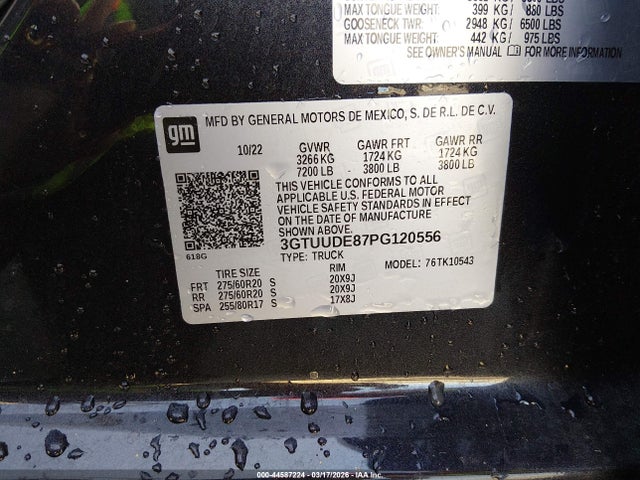 MAX TONGUE WEIGHT: 399 KG/ 880 LBS
GOOSENECK TWR: 2948 KG/ 6500 LBS
MAX TONGUE WEIGHT: 442 KG/ 975 LBS
SEE OWNER'S MANUAL FOR MORE INFORMATION
gm
MFD BY GENERAL MOTORS DE MEXICO, S. DE R.L. DE C.V.
10/22 GVWR GAWR FRT GAWR RR
3266 KG 1724 KG 1724 KG
7200 LB 3800 LB 3800 LB
THIS VEHICLE CONFORMS TO ALL
APPLICABLE U.S. FEDERAL MOTOR
VEHICLE SAFETY STANDARDS IN EFFECT
ON THE DATE OF MANUFACTURE
SHOWN ABOVE.
3GTUUDE87PG120556
618G
TYPE: TRUCK MODEL: 76TK10543
TIRE SIZE RIM
FRT 275/60R20 S 20X9J
RR 275/60R20 S 20X9J
SPA 255/80R17 S 17X8J
000-44587224 - 03/17/2026 - IAAI.COM